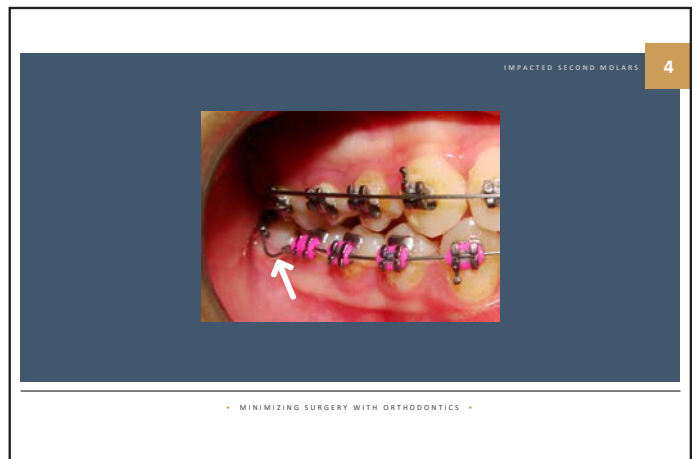 IMPACTED SECOND MOLARS 4
• MINIMIZING SURGERY WITH ORTHODONTICS •